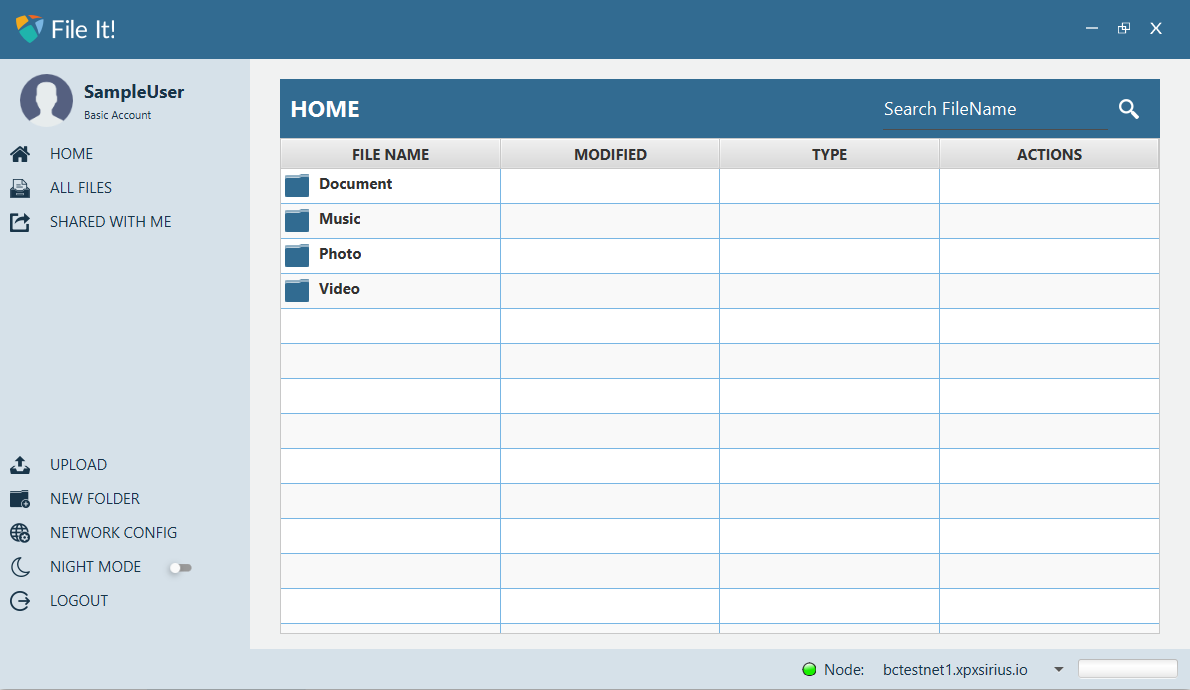 File It!
SampleUser
Basic Account
HOME
ALL FILES
SHARED WITH ME
UPLOAD
NEW FOLDER
NETWORK CONFIG
NIGHT MODE
LOGOUT
HOME
Search FileName
FILE NAME MODIFIED TYPE ACTIONS
Document
Music
Photo
Video
Node: bctestnet1.xpxsirius.io